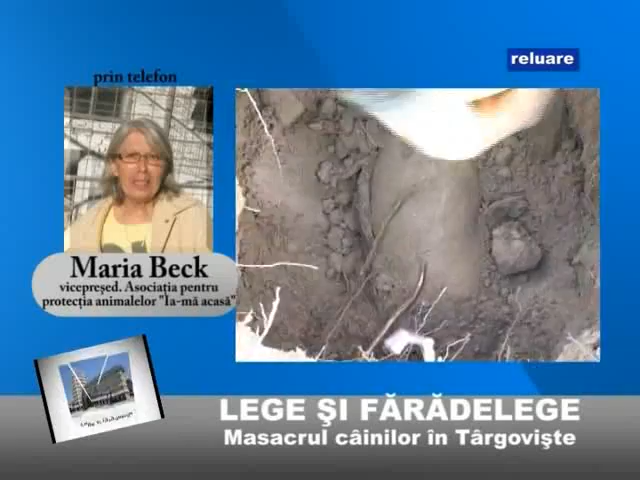 reluare
prin telefon
Maria Beck
vicepreşed. Asociaţia pentru
protecţia animalelor "Ia-mă acasă"
LEGE ŞI FĂRĂDELEGE
Masacrul câinilor în Târgovişte